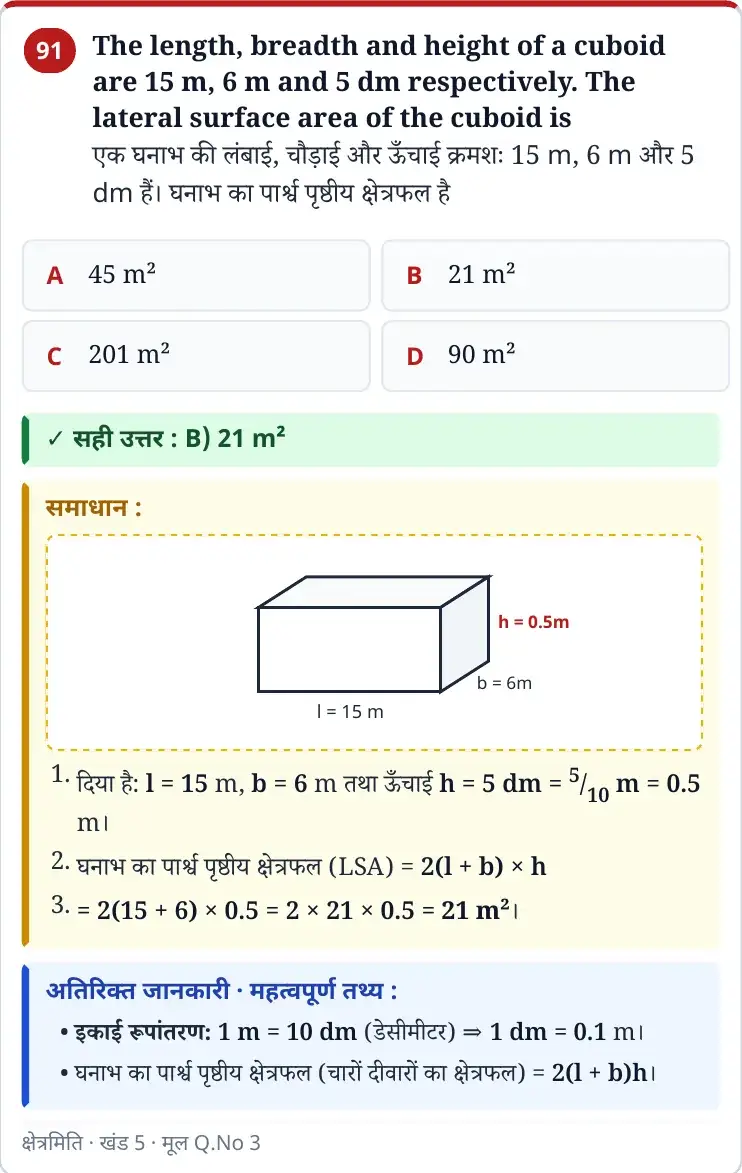 91
The length, breadth and height of a cuboid
are 15 m, 6 m and 5 dm respectively. The
lateral surface area of the cuboid is
एक घनाभ की लंबाई, चौड़ाई और ऊँचाई क्रमशः 15 m, 6 m और 5
dm हैं। घनाभ का पार्श्व पृष्ठीय क्षेत्रफल है
A 45 m²
B 21 m²
C 201 m²
D 90 m²
✓ सही उत्तर : B) 21 m²
समाधान :
h = 0.5m
b = 6m
l = 15 m
1. दिया है: l = 15 m, b = 6 m तथा ऊँचाई h = 5 dm = ⁵/₁₀ m = 0.5
m।
2. घनाभ का पार्श्व पृष्ठीय क्षेत्रफल (LSA) = 2(l + b) × h
3. = 2(15 + 6) × 0.5 = 2 × 21 × 0.5 = 21 m²।
अतिरिक्त जानकारी · महत्वपूर्ण तथ्य :
• इकाई रूपांतरण: 1 m = 10 dm (डेसीमीटर) ⇒ 1 dm = 0.1 m।
• घनाभ का पार्श्व पृष्ठीय क्षेत्रफल (चारों दीवारों का क्षेत्रफल) = 2(l + b)h।
क्षेत्रमिति · खंड 5 · मूल Q.No 3